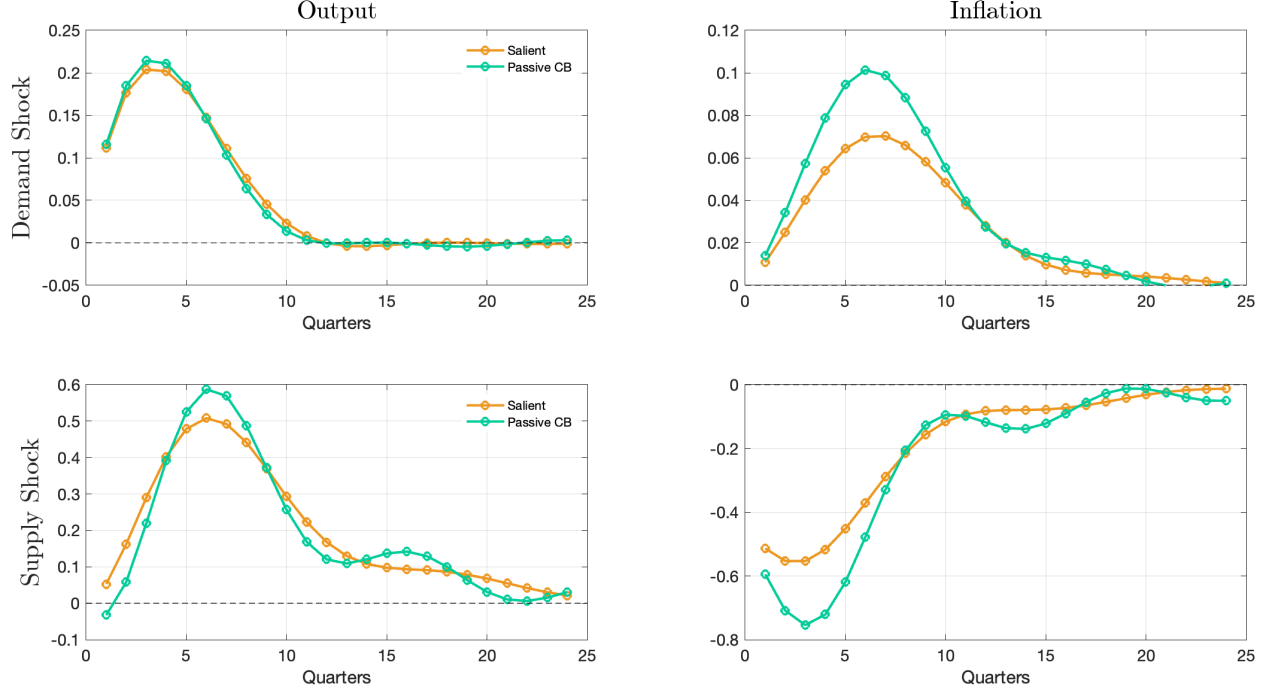 Output
Inflation
Demand Shock
0.25
0.2
0.15
0.1
0.05
0
-0.05
0 5 10 15 20 25
Quarters
Salient
Passive CB
0.12
0.1
0.08
0.06
0.04
0.02
0
0 5 10 15 20 25
Quarters
Supply Shock
0.6
0.5
0.4
0.3
0.2
0.1
0
-0.1
0 5 10 15 20 25
Quarters
Salient
Passive CB
0
-0.2
-0.4
-0.6
-0.8
0 5 10 15 20 25
Quarters